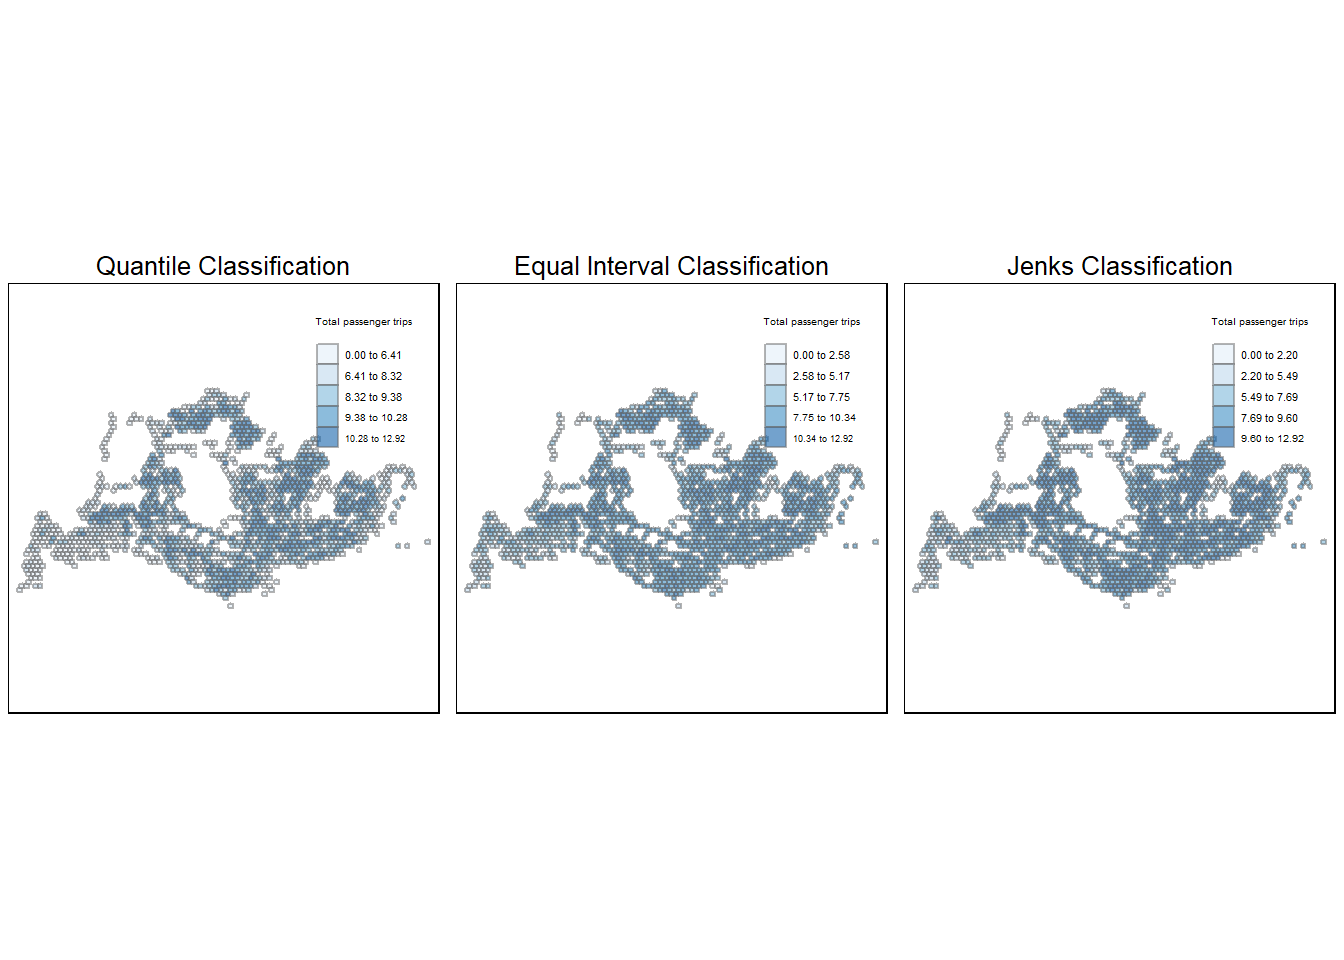 Quantile Classification
Total passenger trips
0.00 to 6.41
6.41 to 8.32
8.32 to 9.38
9.38 to 10.28
10.28 to 12.92
Equal Interval Classification
Total passenger trips
0.00 to 2.58
2.58 to 5.17
5.17 to 7.75
7.75 to 10.34
10.34 to 12.92
Jenks Classification
Total passenger trips
0.00 to 2.20
2.20 to 5.49
5.49 to 7.69
7.69 to 9.60
9.60 to 12.92